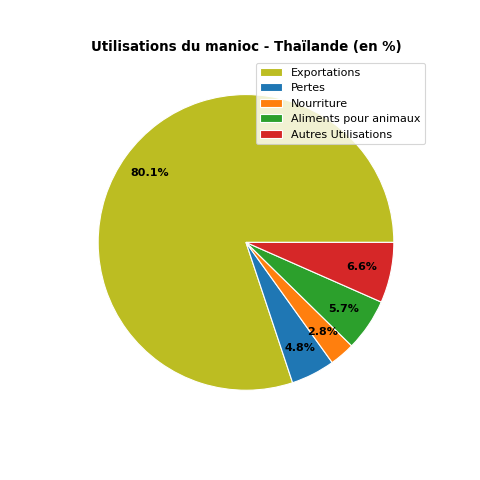 Utilisations du manioc - Thaïlande (en %)
Exportations
Pertes
Nourriture
Aliments pour animaux
Autres Utilisations
80.1%
6.6%
5.7%
2.8%
4.8%